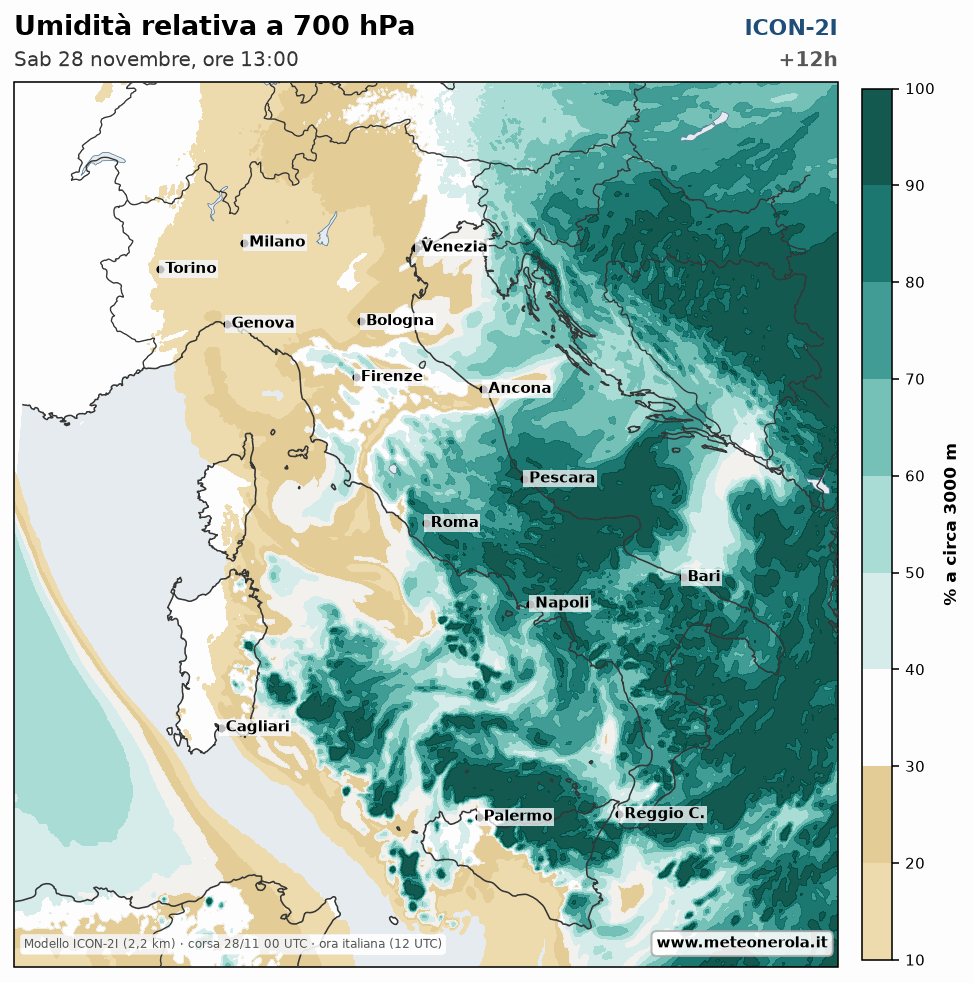 Umidità relativa a 700 hPa
ICON-2I
Sab 28 novembre, ore 13:00
+12h
100
90
80
70
60
50
40
30
20
10
% a circa 3000 m
Milano
Venezia
Torino
Genova
Bologna
Firenze
Ancona
Pescara
Roma
Bari
Napoli
Cagliari
Palermo
Reggio C.
Modello ICON-2I (2,2 km) · corsa 28/11 00 UTC · ora italiana (12 UTC)
www.meteonerola.it